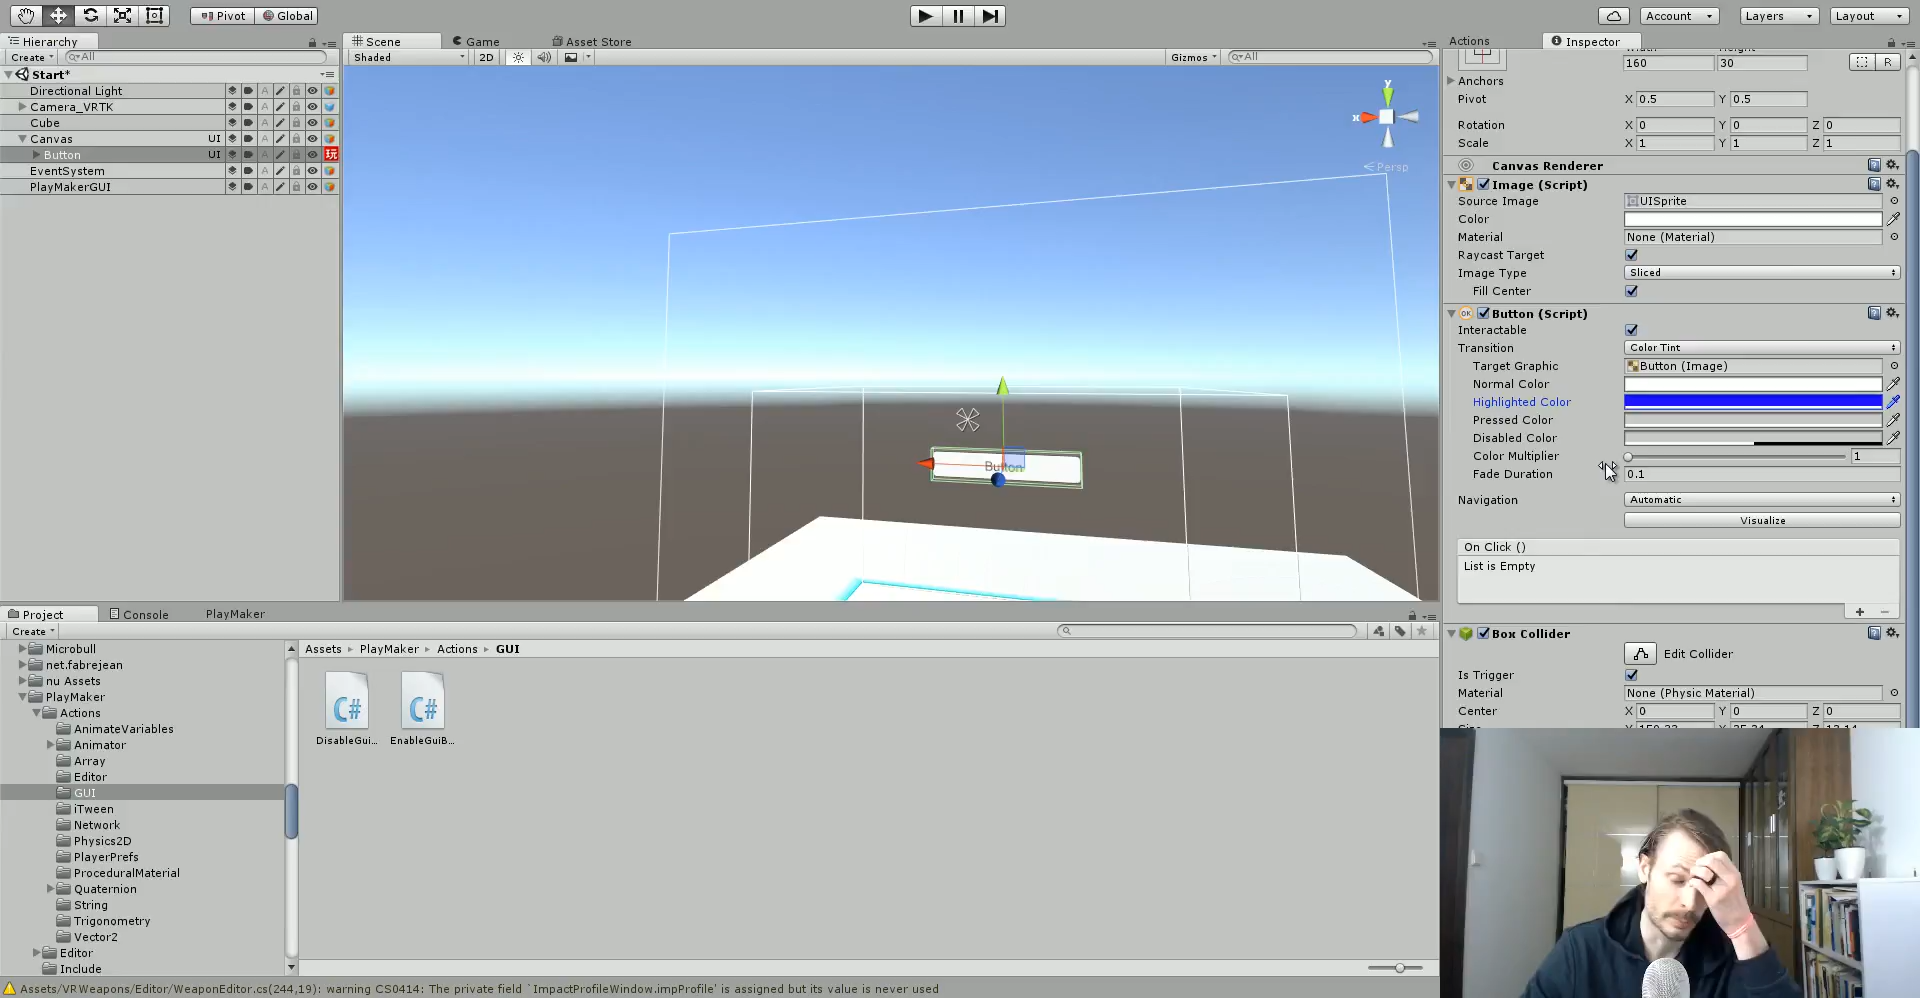 Pivot Global Account Layers Layout
Hierarchy Scene Game Asset Store Actions Inspector
Create All Shaded 2D Gizmos All
Start*
Directional Light
Camera_VRTK
Cube
Canvas UI
Button UI
EventSystem
PlayMakerGUI
y
x
Persp
Button
160 30 R
Anchors
Pivot X 0.5 Y 0.5
Rotation X 0 Y 0 Z 0
Scale X 1 Y 1 Z 1
Canvas Renderer
Image (Script)
Source Image UISprite
Color
Material None (Material)
Raycast Target
Image Type Sliced
Fill Center
OK Button (Script)
Interactable
Transition Color Tint
Target Graphic Button (Image)
Normal Color
Highlighted Color
Pressed Color
Disabled Color
Color Multiplier 1
Fade Duration 0.1
Navigation Automatic
Visualize
On Click ()
List is Empty
+ −
Box Collider
Edit Collider
Is Trigger
Material None (Physic Material)
Center X 0 Y 0 Z 0
Project Console PlayMaker
Create
Microbull
net.fabrejean
nu Assets
PlayMaker
Actions
AnimateVariables
Animator
Array
Editor
GUI
iTween
Network
Physics2D
PlayerPrefs
ProceduralMaterial
Quaternion
String
Trigonometry
Vector2
Editor
Include
Assets ▸ PlayMaker ▸ Actions ▸ GUI
C# C#
DisableGui... EnableGuiB...
Assets/VRWeapons/Editor/WeaponEditor.cs(244,19): warning CS0414: The private field `ImpactProfileWindow.impProfile' is assigned but its value is never used